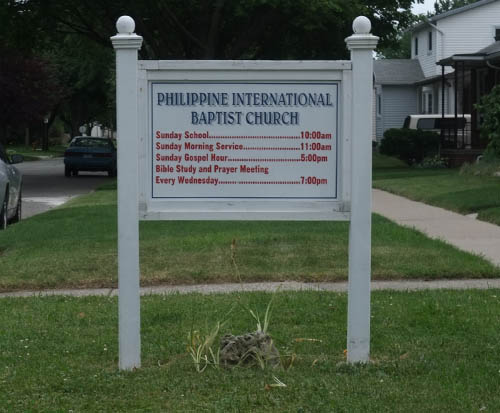 PHILIPPINE INTERNATIONAL
BAPTIST CHURCH
Sunday School..............................10:00am
Sunday Morning Service....................11:00am
Sunday Gospel Hour.........................5:00pm
Bible Study and Prayer Meeting
Every Wednesday............................7:00pm